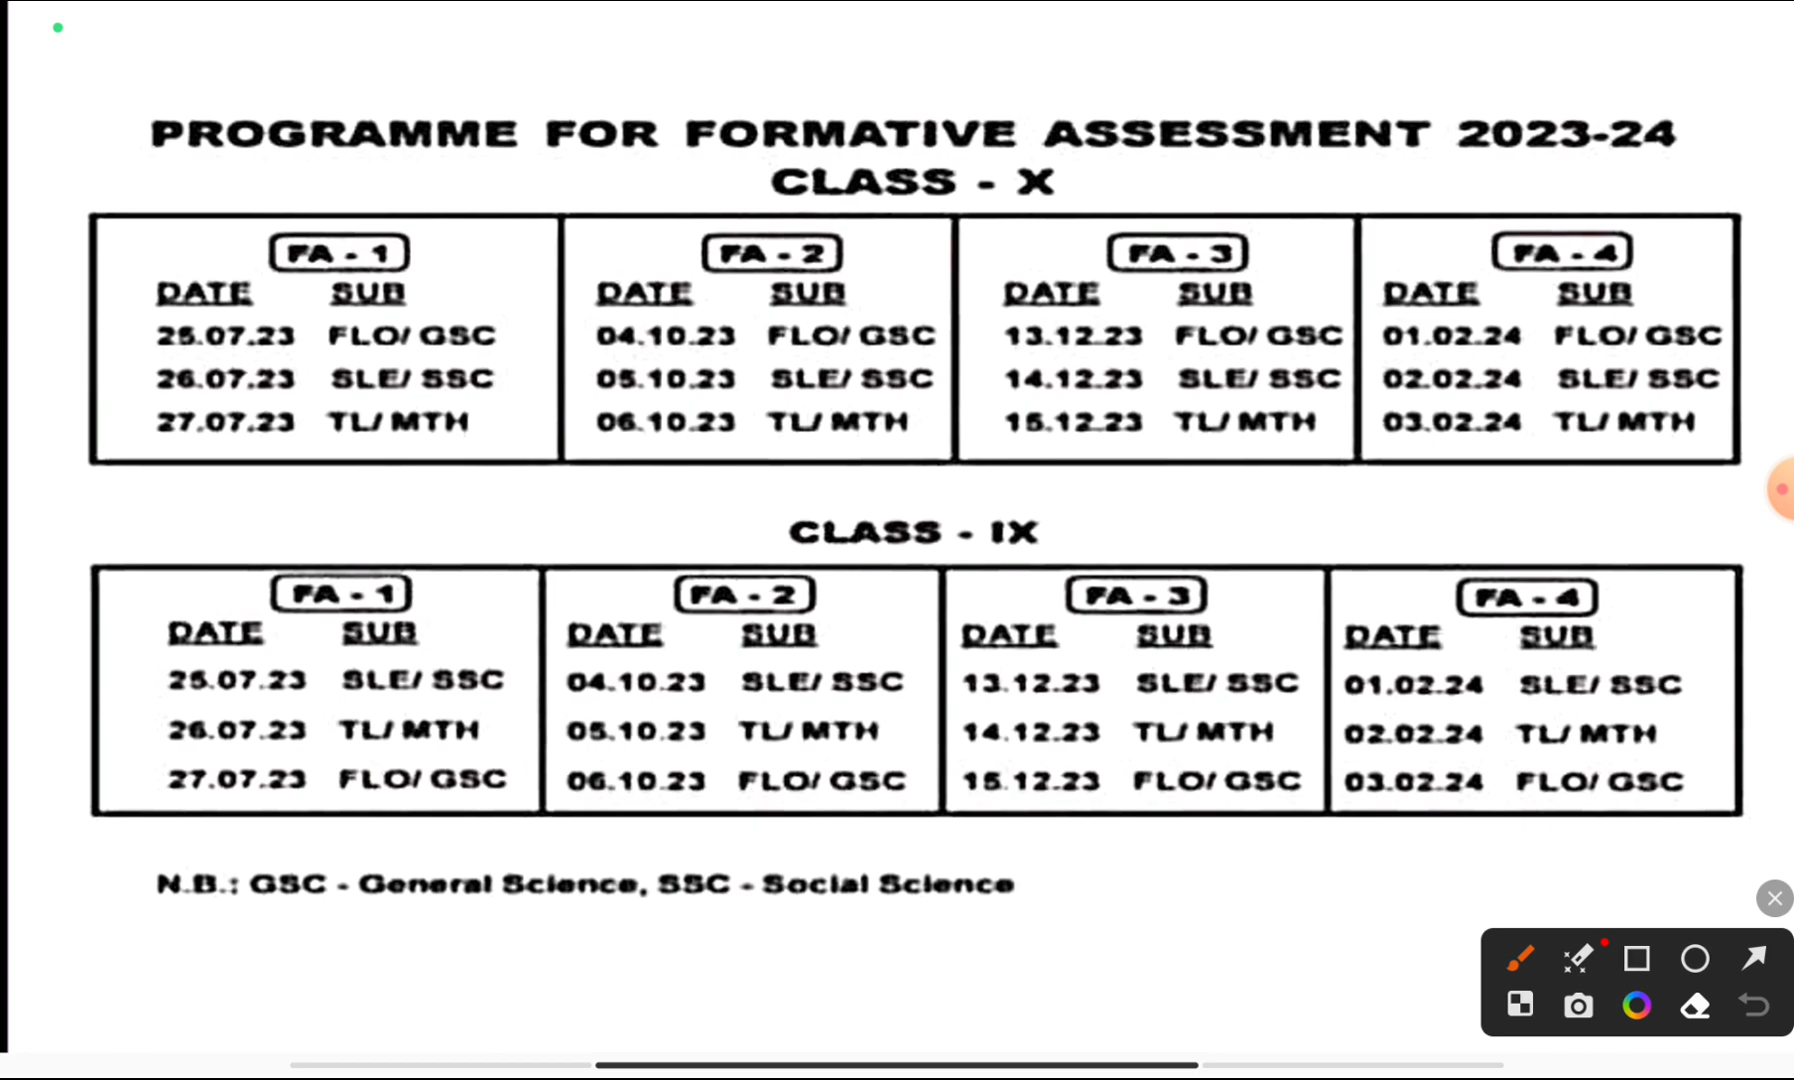 PROGRAMME FOR FORMATIVE ASSESSMENT 2023-24
CLASS - X
FA - 1
DATE SUB
25.07.23 FLO/ GSC
26.07.23 SLE/ SSC
27.07.23 TL/ MTH
FA - 2
DATE SUB
04.10.23 FLO/ GSC
05.10.23 SLE/ SSC
06.10.23 TL/ MTH
FA - 3
DATE SUB
13.12.23 FLO/ GSC
14.12.23 SLE/ SSC
15.12.23 TL/ MTH
FA - 4
DATE SUB
01.02.24 FLO/ GSC
02.02.24 SLE/ SSC
03.02.24 TL/ MTH
CLASS - IX
FA - 1
DATE SUB
25.07.23 SLE/ SSC
26.07.23 TL/ MTH
27.07.23 FLO/ GSC
FA - 2
DATE SUB
04.10.23 SLE/ SSC
05.10.23 TL/ MTH
06.10.23 FLO/ GSC
FA - 3
DATE SUB
13.12.23 SLE/ SSC
14.12.23 TL/ MTH
15.12.23 FLO/ GSC
FA - 4
DATE SUB
01.02.24 SLE/ SSC
02.02.24 TL/ MTH
03.02.24 FLO/ GSC
N.B.: GSC - General Science, SSC - Social Science